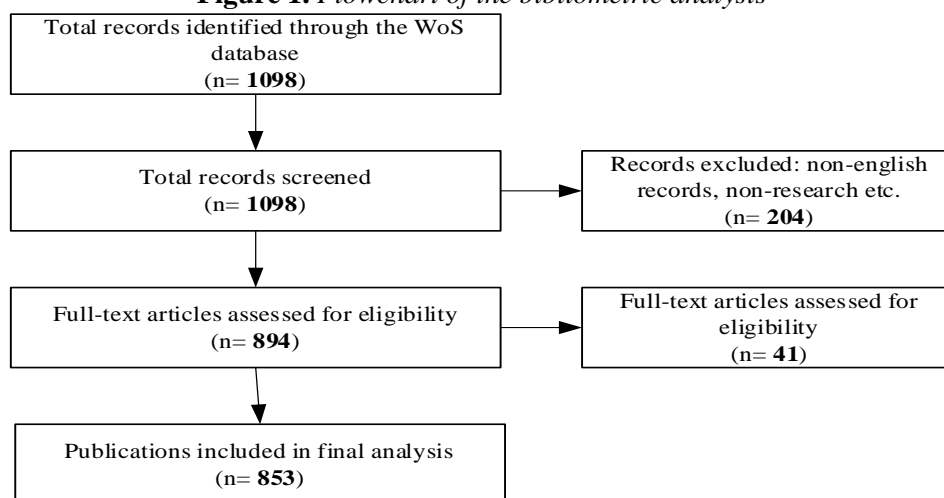 Figure 1. Flowchart of the bibliometric analysis
Total records identified through the WoS
database
(n= 1098)
Total records screened
(n= 1098)
Records excluded: non-english
records, non-research etc.
(n= 204)
Full-text articles assessed for eligibility
(n= 894)
Full-text articles assessed for
eligibility
(n= 41)
Publications included in final analysis
(n= 853)